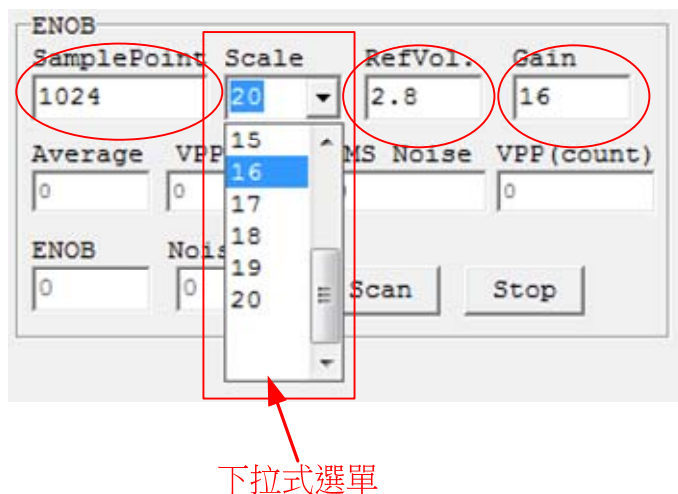 ENOB
SamplePoint Scale RefVol. Gain
1024 20 2.8 16
15
Average VPP MS Noise VPP(count)
16
0 0 0
17
18
ENOB Nois
19
0 0 20 Scan Stop
下拉式選單